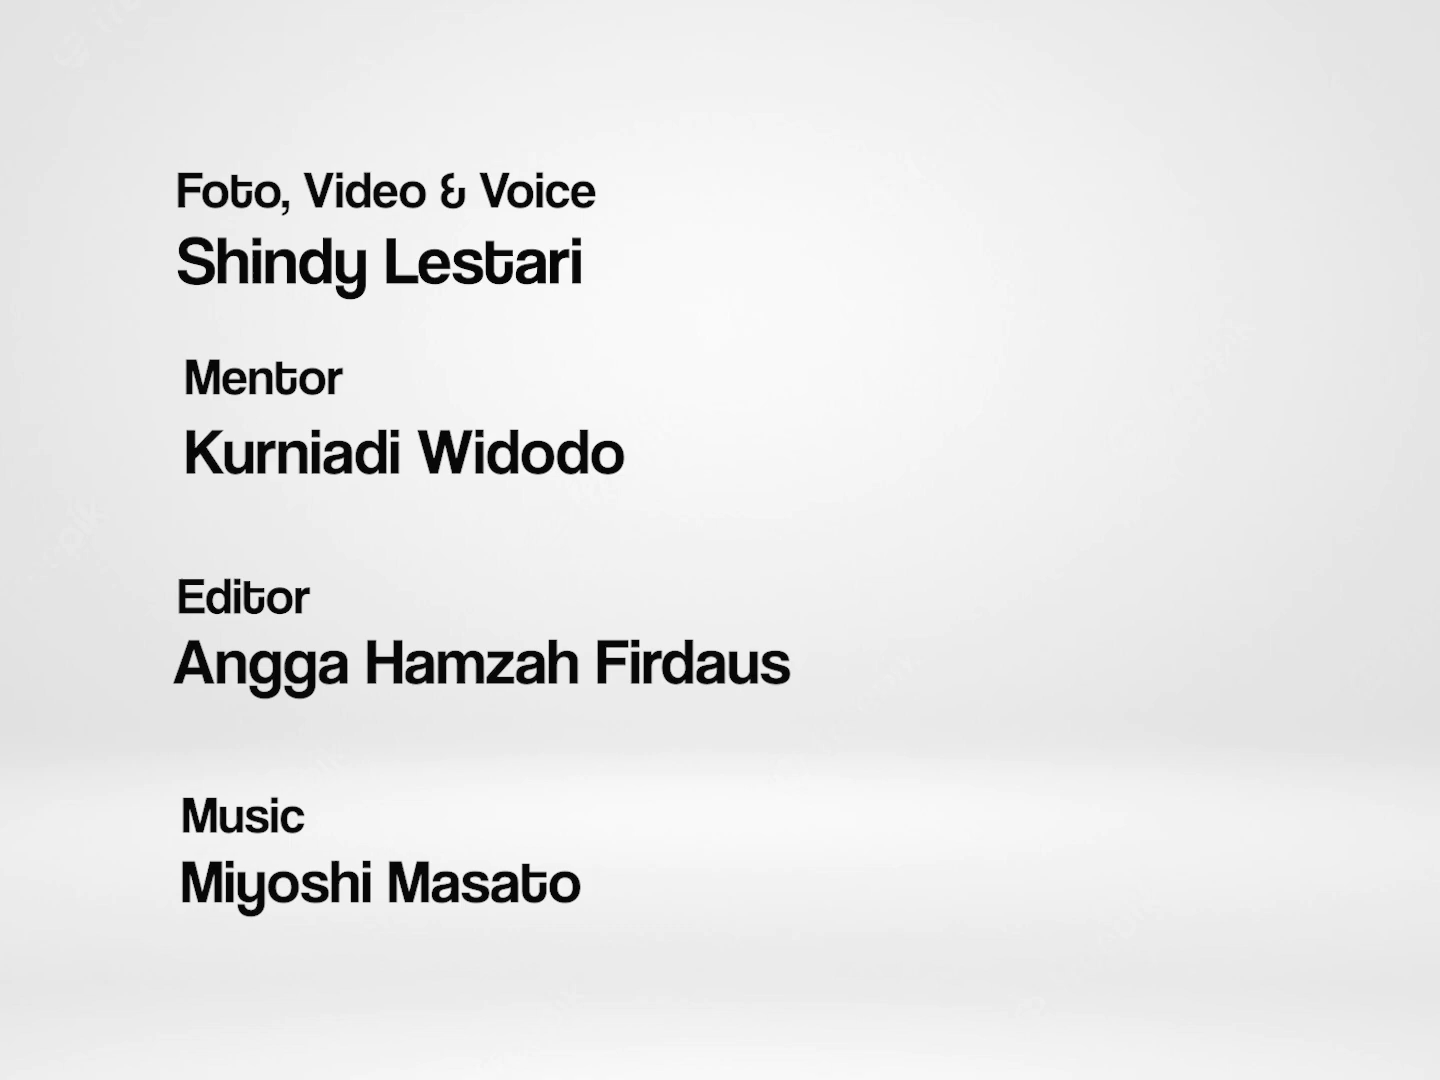 Foto, Video & Voice
Shindy Lestari
Mentor
Kurniadi Widodo
Editor
Angga Hamzah Firdaus
Music
Miyoshi Masato